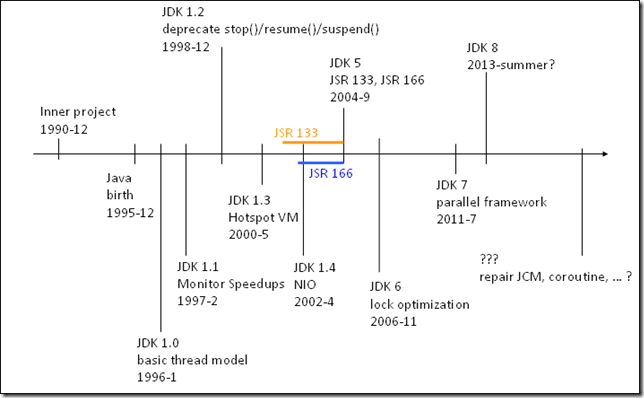 JDK 1.2
deprecate stop()/resume()/suspend()
1998-12
JDK 5
JSR 133, JSR 166
2004-9
JDK 8
2013-summer?
Inner project
1990-12
JSR 133
JSR 166
Java
birth
1995-12
JDK 1.3
Hotspot VM
2000-5
JDK 7
parallel framework
2011-7
JDK 1.1
Monitor Speedups
1997-2
JDK 1.4
NIO
2002-4
JDK 6
lock optimization
2006-11
???
repair JCM, coroutine, ... ?
JDK 1.0
basic thread model
1996-1